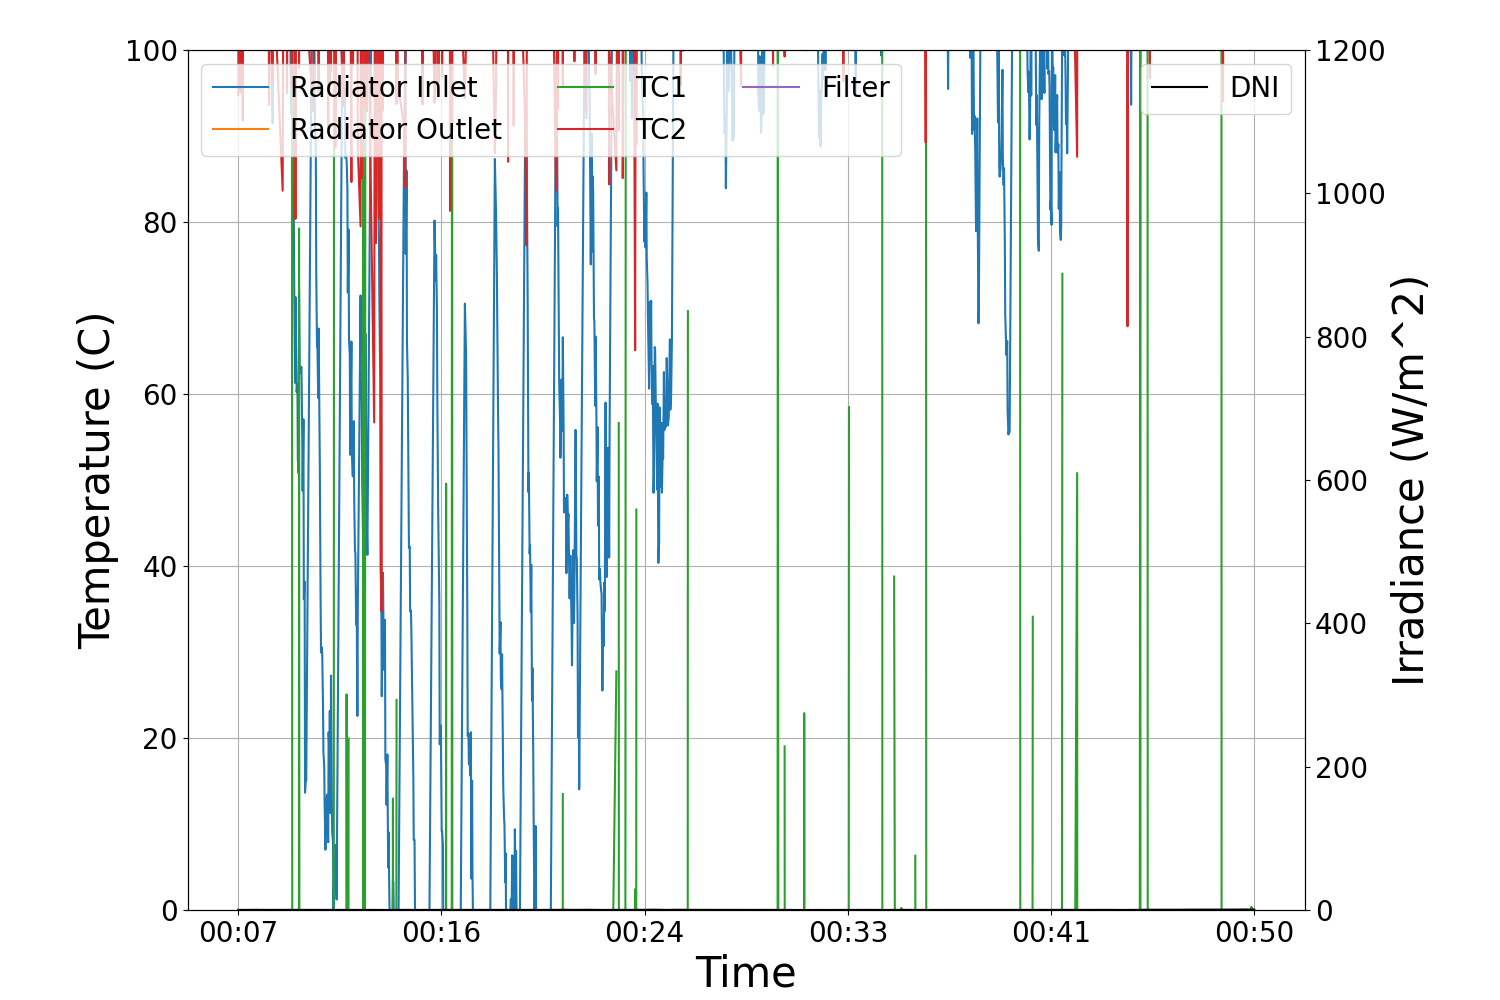 100
80
60
40
20
0
Temperature (C)
Radiator Inlet
Radiator Outlet
TC1
TC2
Filter
DNI
1200
1000
800
600
400
200
0
Irradiance (W/m^2)
00:07 00:16 00:24 00:33 00:41 00:50
Time